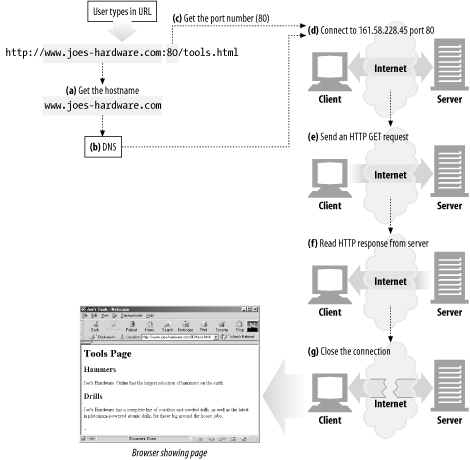 User types in URL
(c) Get the port number (80)
http://www.joes-hardware.com:80/tools.html
(a) Get the hostname
www.joes-hardware.com
(b) DNS
(d) Connect to 161.58.228.45 port 80
Internet
Client
Server
(e) Send an HTTP GET request
Internet
Client
Server
(f) Read HTTP response from server
Internet
Client
Server
(g) Close the connection
Internet
Client
Server
Joe's Tools - Netscape
File Edit View Go Communicator Help
Back Reload Home Search Netscape Print Security Stop
Bookmarks Location: http://www.joes-hardware.com:80/tools.html What's Related
Tools Page
Hammers
Joe's Hardware Online has the largest selection of hammers on the earth.
Drills
Joe's Hardware has a complete line of cordless and corded drills, as well as the latest
in plutonium-powered atomic drills, for those big around the house jobs.
...
Document: Done
Browser showing page